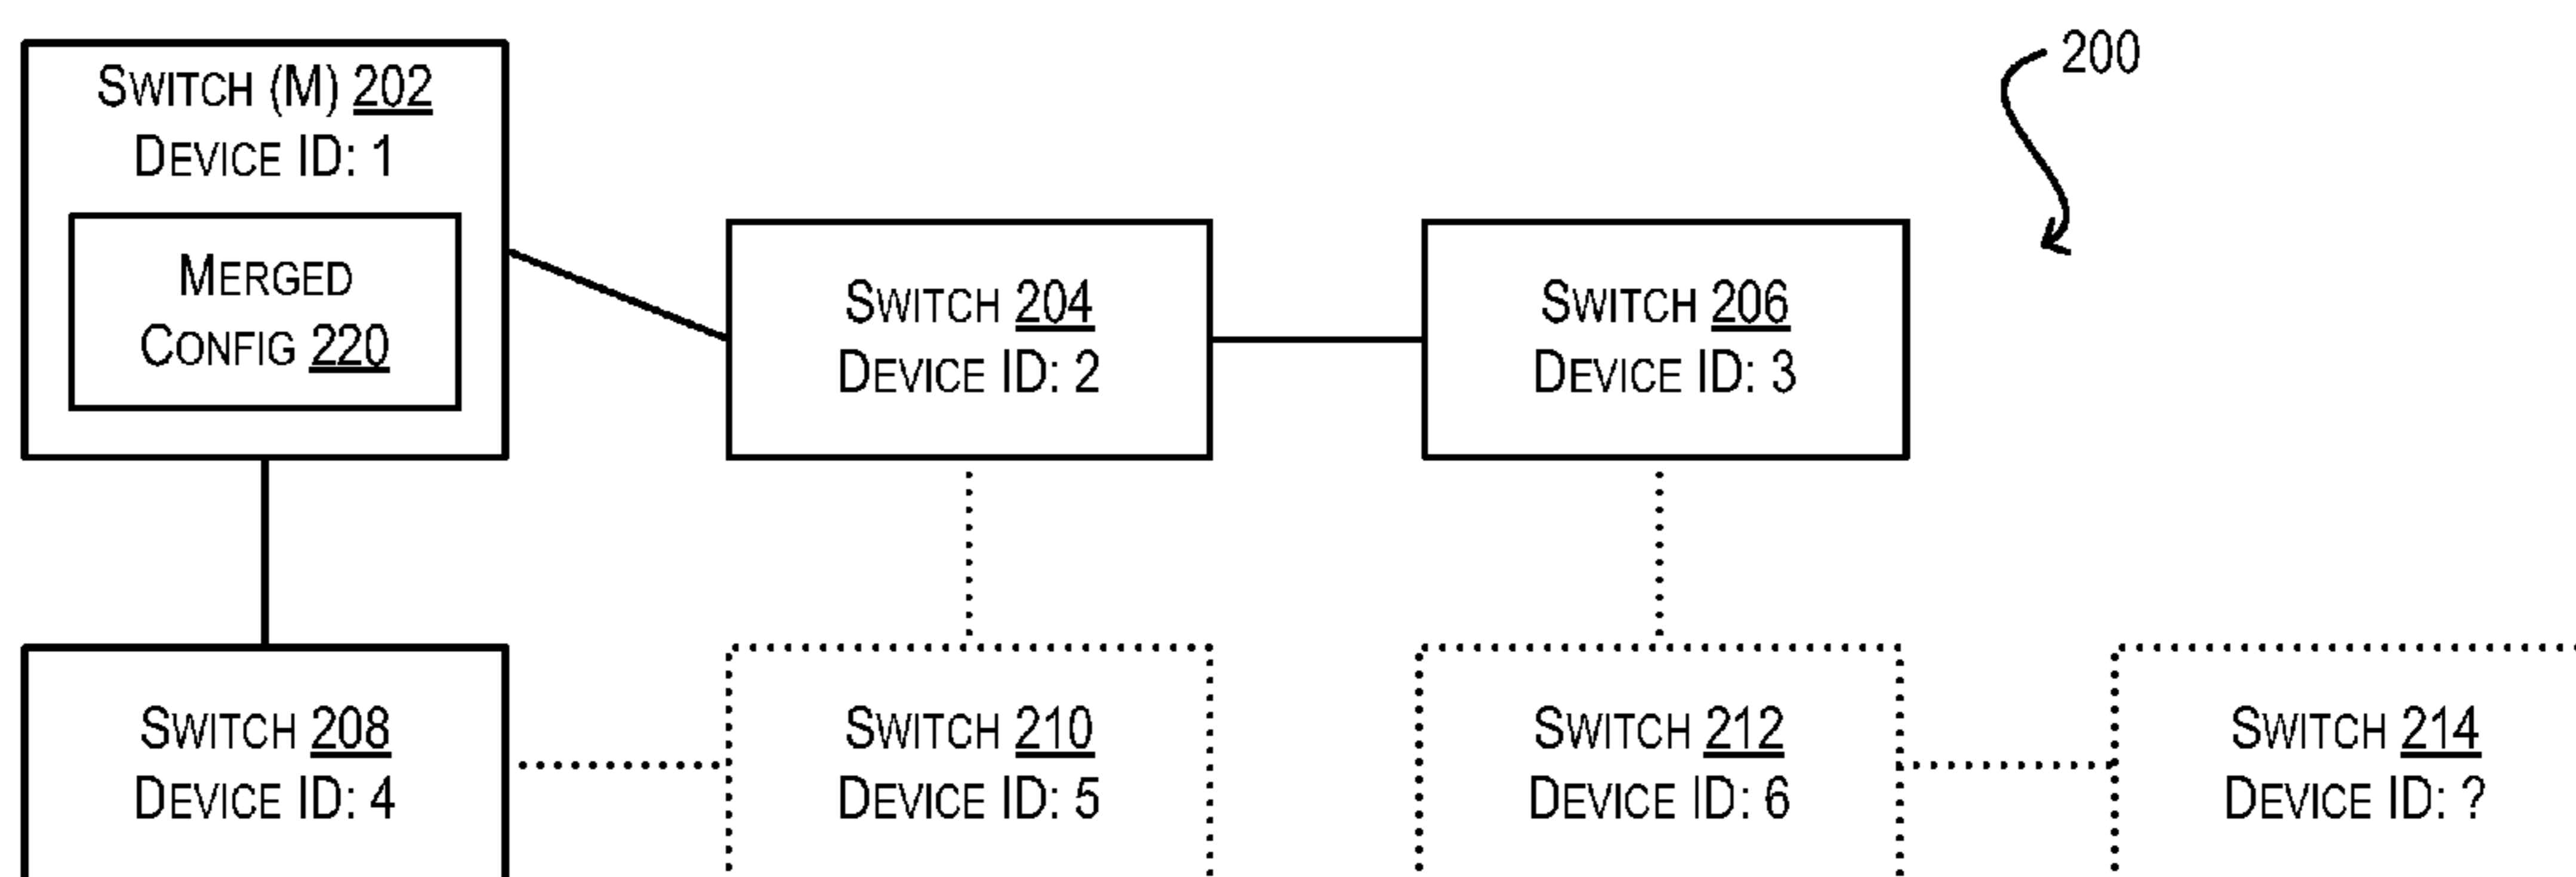 200
SWITCH (M) 202
DEVICE ID: 1
MERGED
CONFIG 220
SWITCH 204
DEVICE ID: 2
SWITCH 206
DEVICE ID: 3
SWITCH 208
DEVICE ID: 4
SWITCH 210
DEVICE ID: 5
SWITCH 212
DEVICE ID: 6
SWITCH 214
DEVICE ID: ?